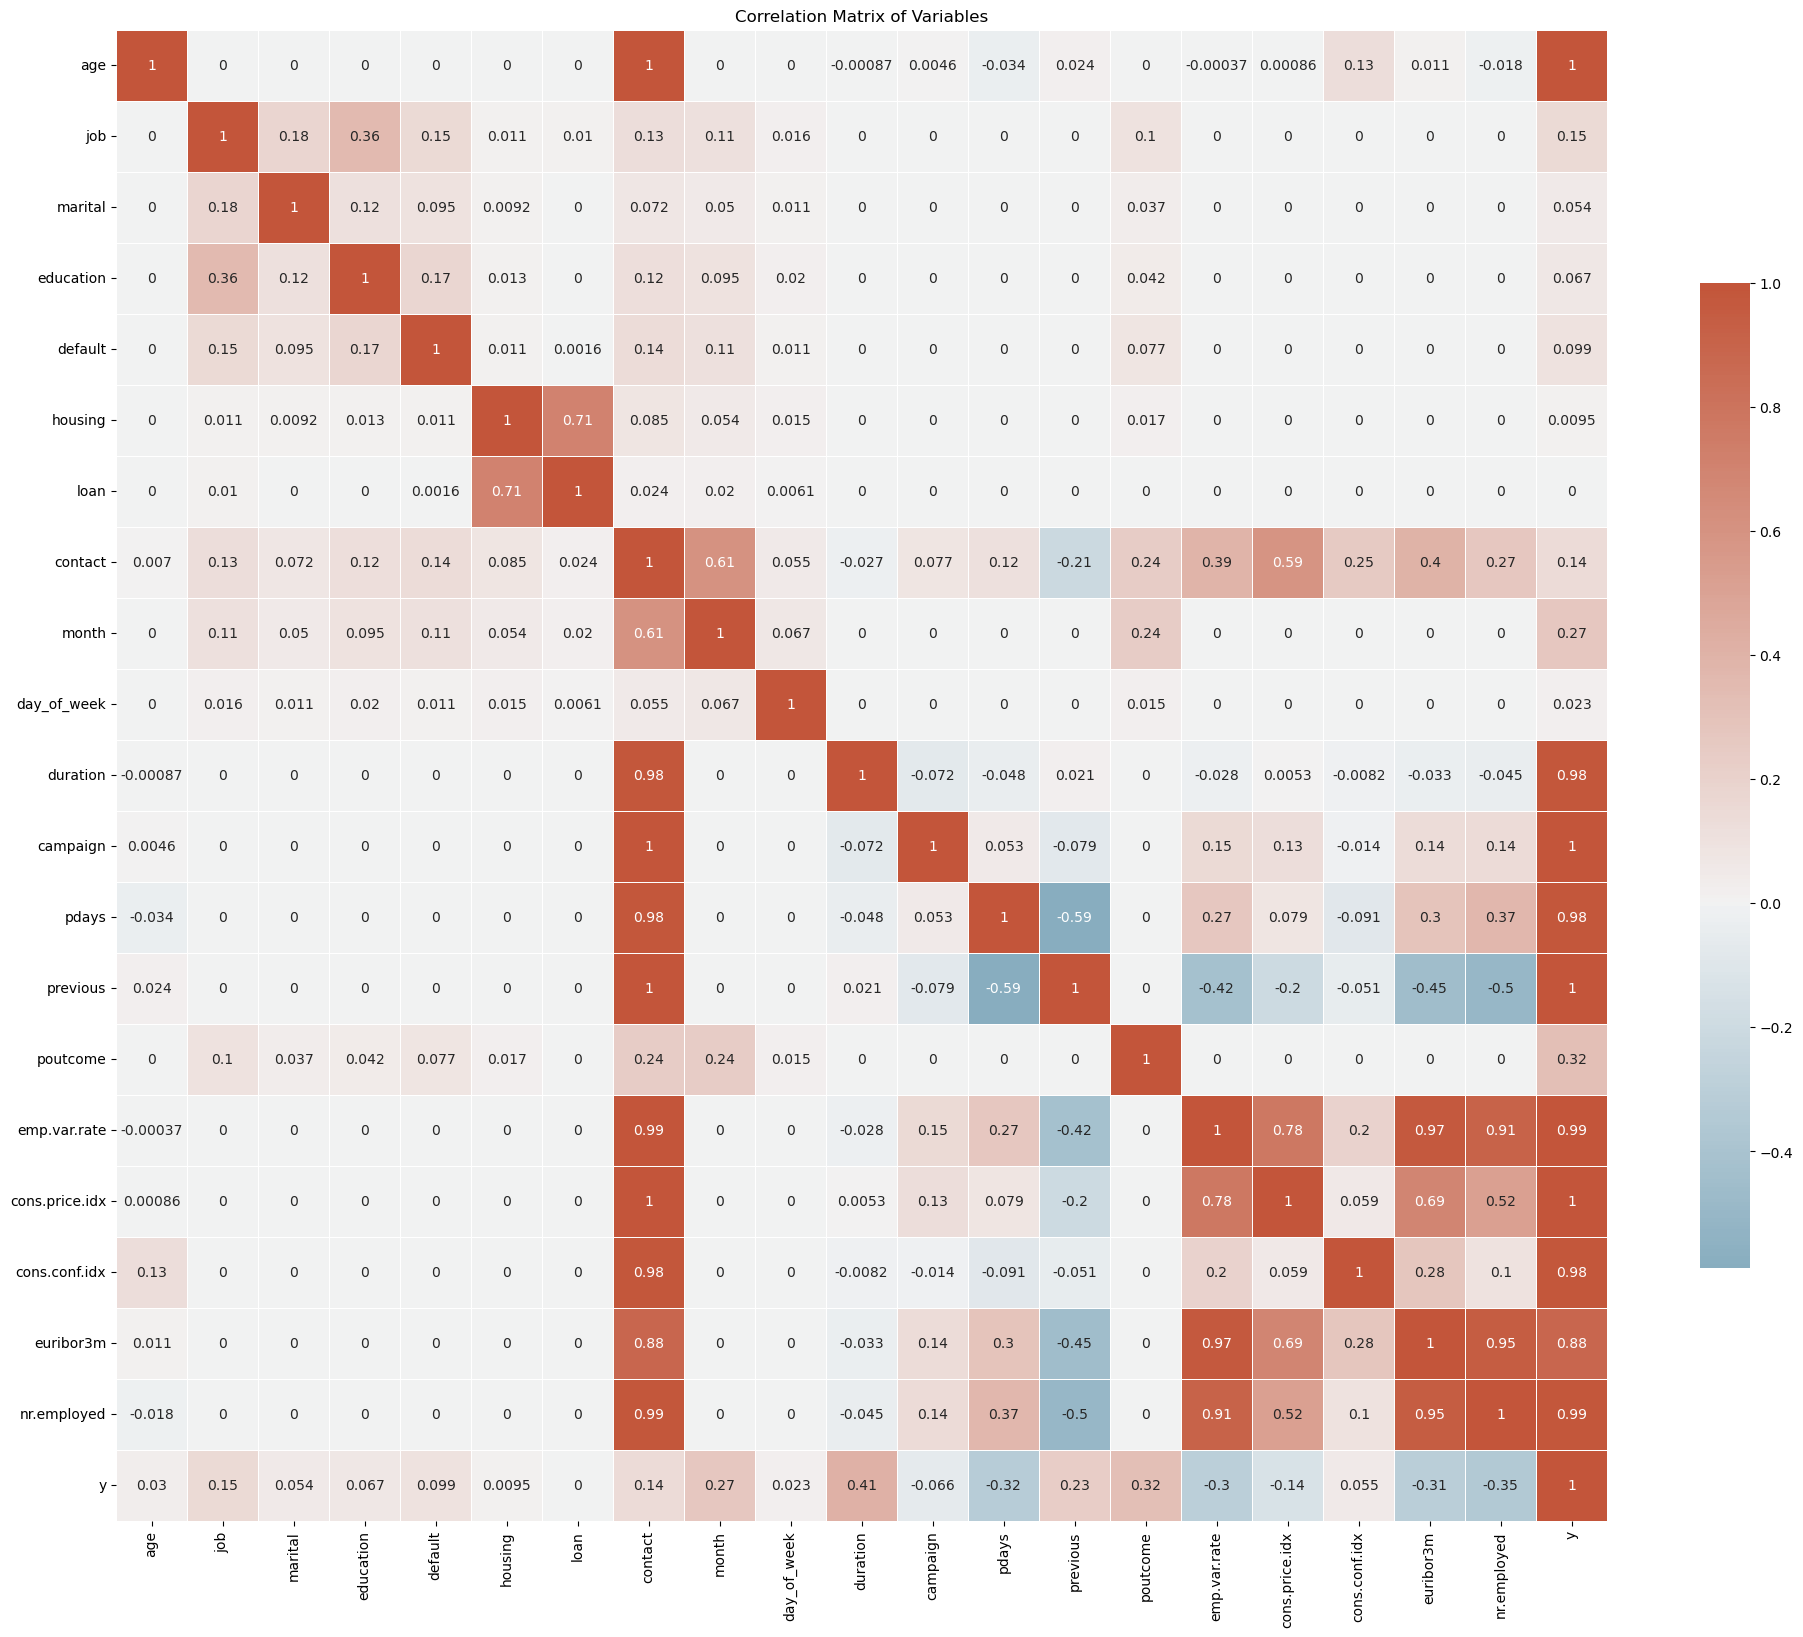 Correlation Matrix of Variables
age 1 0 0 0 0 0 0 1 0 0 -0.00087 0.0046 -0.034 0.024 0 -0.00037 0.00086 0.13 0.011 -0.018 1
job 0 1 0.18 0.36 0.15 0.011 0.01 0.13 0.11 0.016 0 0 0 0 0.1 0 0 0 0 0 0.15
marital 0 0.18 1 0.12 0.095 0.0092 0 0.072 0.05 0.011 0 0 0 0 0.037 0 0 0 0 0 0.054
education 0 0.36 0.12 1 0.17 0.013 0 0.12 0.095 0.02 0 0 0 0 0.042 0 0 0 0 0 0.067
default 0 0.15 0.095 0.17 1 0.011 0.0016 0.14 0.11 0.011 0 0 0 0 0.077 0 0 0 0 0 0.099
housing 0 0.011 0.0092 0.013 0.011 1 0.71 0.085 0.054 0.015 0 0 0 0 0.017 0 0 0 0 0 0.0095
loan 0 0.01 0 0 0.0016 0.71 1 0.024 0.02 0.0061 0 0 0 0 0 0 0 0 0 0 0
contact 0.007 0.13 0.072 0.12 0.14 0.085 0.024 1 0.61 0.055 -0.027 0.077 0.12 -0.21 0.24 0.39 0.59 0.25 0.4 0.27 0.14
month 0 0.11 0.05 0.095 0.11 0.054 0.02 0.61 1 0.067 0 0 0 0 0.24 0 0 0 0 0 0.27
day_of_week 0 0.016 0.011 0.02 0.011 0.015 0.0061 0.055 0.067 1 0 0 0 0 0.015 0 0 0 0 0 0.023
duration -0.00087 0 0 0 0 0 0 0.98 0 0 1 -0.072 -0.048 0.021 0 -0.028 0.0053 -0.0082 -0.033 -0.045 0.98
campaign 0.0046 0 0 0 0 0 0 1 0 0 -0.072 1 0.053 -0.079 0 0.15 0.13 -0.014 0.14 0.14 1
pdays -0.034 0 0 0 0 0 0 0.98 0 0 -0.048 0.053 1 -0.59 0 0.27 0.079 -0.091 0.3 0.37 0.98
previous 0.024 0 0 0 0 0 0 1 0 0 0.021 -0.079 -0.59 1 0 -0.42 -0.2 -0.051 -0.45 -0.5 1
poutcome 0 0.1 0.037 0.042 0.077 0.017 0 0.24 0.24 0.015 0 0 0 0 1 0 0 0 0 0 0.32
emp.var.rate -0.00037 0 0 0 0 0 0 0.99 0 0 -0.028 0.15 0.27 -0.42 0 1 0.78 0.2 0.97 0.91 0.99
cons.price.idx 0.00086 0 0 0 0 0 0 1 0 0 0.0053 0.13 0.079 -0.2 0 0.78 1 0.059 0.69 0.52 1
cons.conf.idx 0.13 0 0 0 0 0 0 0.98 0 0 -0.0082 -0.014 -0.091 -0.051 0 0.2 0.059 1 0.28 0.1 0.98
euribor3m 0.011 0 0 0 0 0 0 0.88 0 0 -0.033 0.14 0.3 -0.45 0 0.97 0.69 0.28 1 0.95 0.88
nr.employed -0.018 0 0 0 0 0 0 0.99 0 0 -0.045 0.14 0.37 -0.5 0 0.91 0.52 0.1 0.95 1 0.99
y 0.03 0.15 0.054 0.067 0.099 0.0095 0 0.14 0.27 0.023 0.41 -0.066 -0.32 0.23 0.32 -0.3 -0.14 0.055 -0.31 -0.35 1
age job marital education default housing loan contact month day_of_week duration campaign pdays previous poutcome emp.var.rate cons.price.idx cons.conf.idx euribor3m nr.employed y
1.0
0.8
0.6
0.4
0.2
0.0
−0.2
−0.4